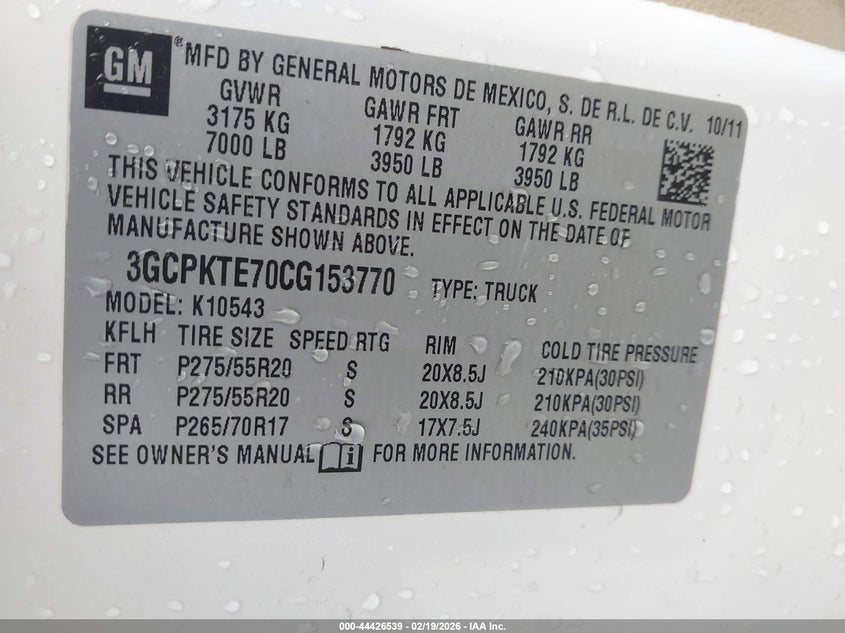 GM
® MFD BY GENERAL MOTORS DE MEXICO, S. DE R.L. DE C.V. 10/11
GVWR GAWR FRT GAWR RR
3175 KG 1792 KG 1792 KG
7000 LB 3950 LB 3950 LB
THIS VEHICLE CONFORMS TO ALL APPLICABLE U.S. FEDERAL MOTOR
VEHICLE SAFETY STANDARDS IN EFFECT ON THE DATE OF
MANUFACTURE SHOWN ABOVE.
3GCPKTE70CG153770 TYPE: TRUCK
MODEL: K10543
KFLH TIRE SIZE SPEED RTG RIM COLD TIRE PRESSURE
FRT P275/55R20 S 20X8.5J 210KPA(30PSI)
RR P275/55R20 S 20X8.5J 210KPA(30PSI)
SPA P265/70R17 S 17X7.5J 240KPA(35PSI)
SEE OWNER'S MANUAL i FOR MORE INFORMATION.
000-44426539 - 02/19/2026 - IAA Inc.